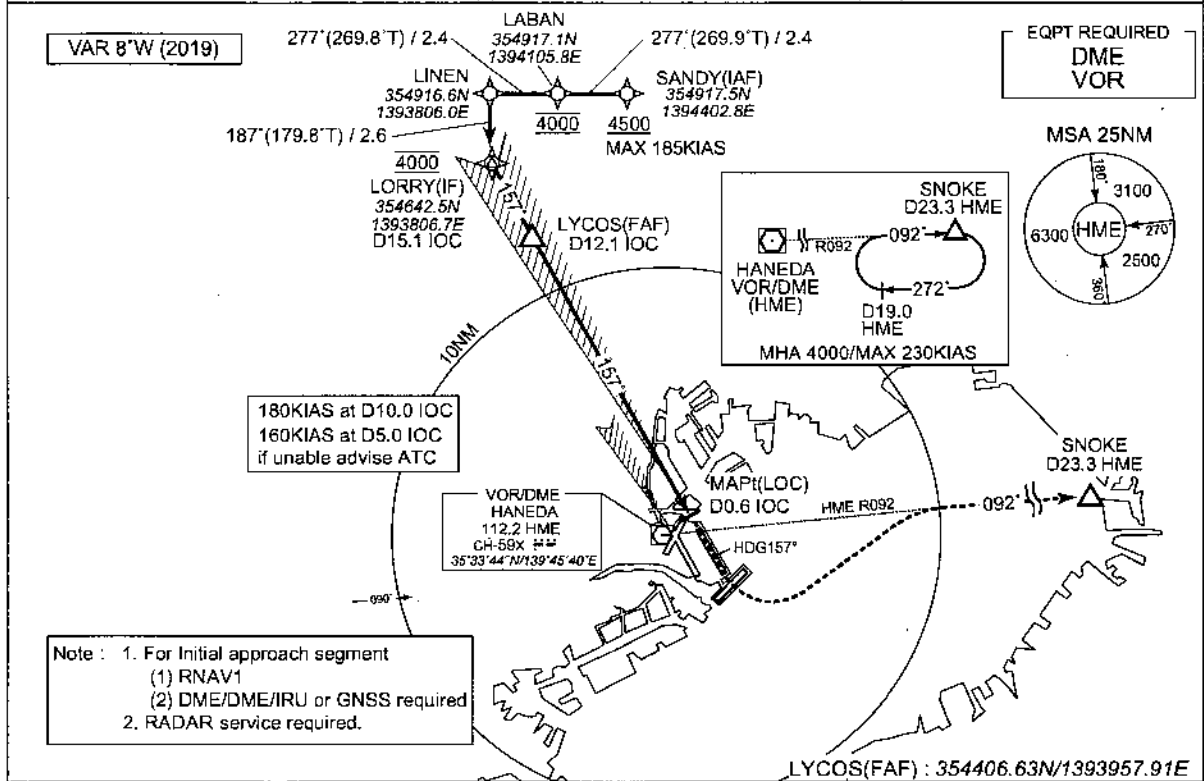 VAR 8°W (2019)
277°(269.8°T) / 2.4
LABAN
354917.1N
1394105.8E
277°(269.9°T) / 2.4
EQPT REQUIRED
DME
VOR
LINEN
354916.6N
1393806.0E
SANDY(IAF)
354917.5N
1394402.8E
4000
4500
MAX 185KIAS
187°(179.8°T) / 2.6
4000
LORRY(IF)
354642.5N
1393806.7E
D15.1 IOC
157°
LYCOS(FAF)
D12.1 IOC
MSA 25NM
180°
3100
HME
270°
6300
2500
360°
SNOKE
D23.3 HME
R092
092°
HANEDA
VOR/DME
(HME)
272°
D19.0
HME
MHA 4000/MAX 230KIAS
10NM
157°
180KIAS at D10.0 IOC
160KIAS at D5.0 IOC
if unable advise ATC
SNOKE
D23.3 HME
MAPt(LOC)
D0.6 IOC
HME R092
092°
VOR/DME
HANEDA
112.2 HME
CH-59X
35°33'44"N/139°45'40"E
HDG157°
090°
Note : 1. For Initial approach segment
(1) RNAV1
(2) DME/DME/IRU or GNSS required
2. RADAR service required.
LYCOS(FAF) : 354406.63N/1393957.91E